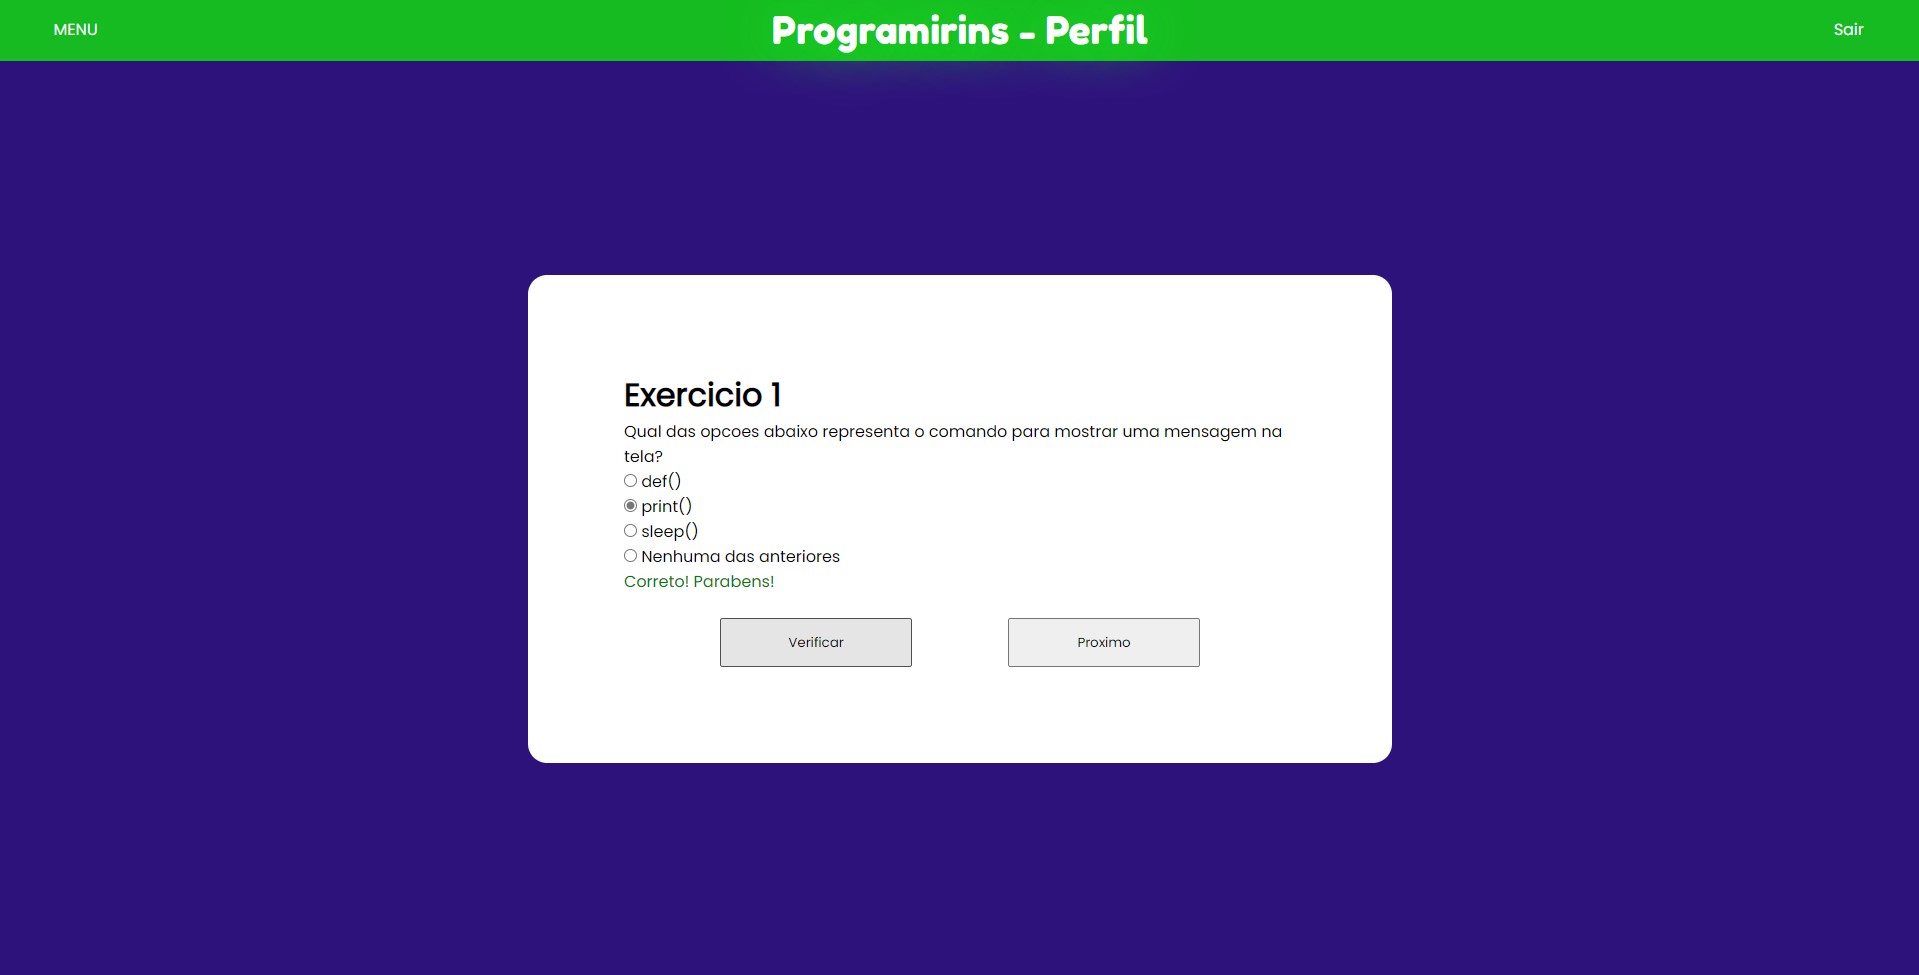 MENU
Programirins - Perfil
Sair
Exercicio 1
Qual das opcoes abaixo representa o comando para mostrar uma mensagem na
tela?
def()
print()
sleep()
Nenhuma das anteriores
Correto! Parabens!
Verificar
Proximo